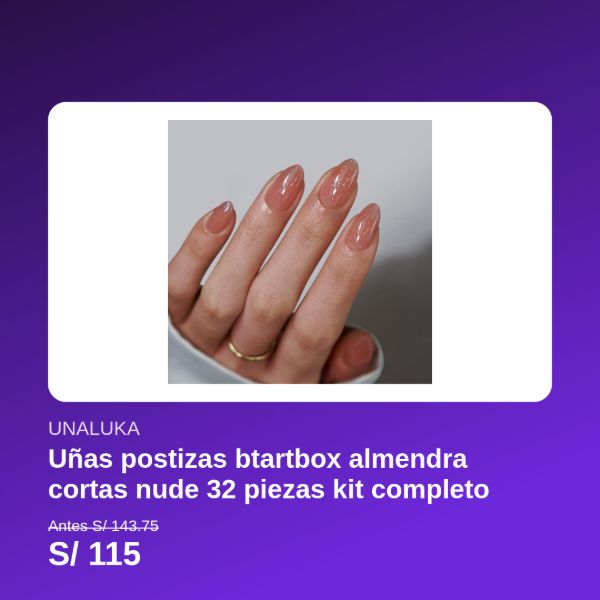 UNALUKA
Uñas postizas btartbox almendra
cortas nude 32 piezas kit completo
Antes S/ 143.75
S/ 115